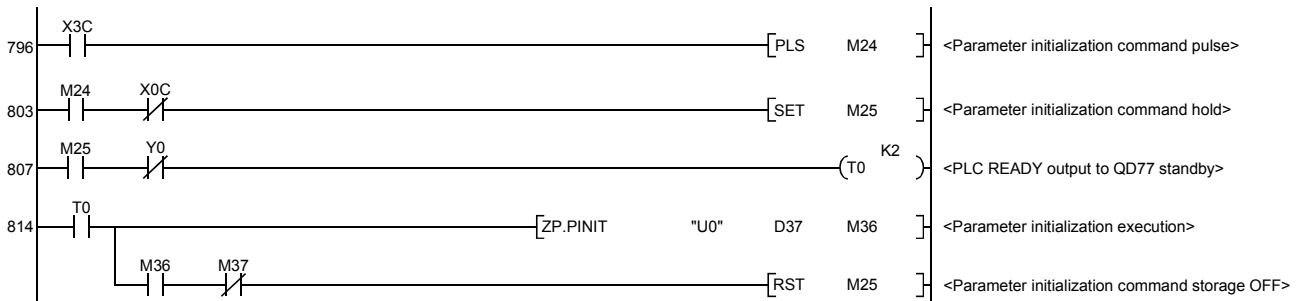 X3C
796 PLS M24 <Parameter initialization command pulse>
M24 X0C
803 SET M25 <Parameter initialization command hold>
M25 Y0 K2
807 T0 <PLC READY output to QD77 standby>
T0
814 ZP.PINIT "U0" D37 M36 <Parameter initialization execution>
M36 M37
RST M25 <Parameter initialization command storage OFF>